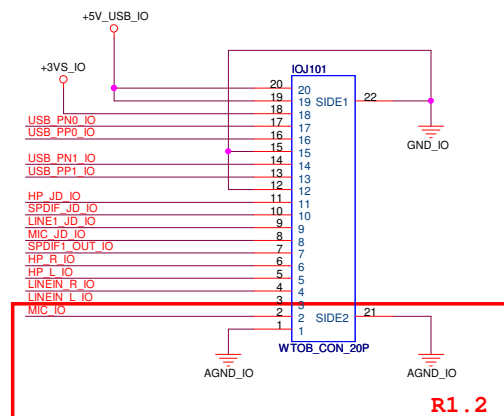 +5V_USB_IO
+3VS_IO
IOJ101
20 20
19 19 SIDE1 22
18 18
USB_PN0_IO 17 17
USB_PP0_IO 16 16
15 15
USB_PN1_IO 14 14
USB_PP1_IO 13 13
12 12
HP_JD_IO 11 11
SPDIF_JD_IO 10 10
LINE1_JD_IO 9 9
MIC_JD_IO 8 8
SPDIF1_OUT_IO 7 7
HP_R_IO 6 6
HP_L_IO 5 5
LINEIN_R_IO 4 4
LINEIN_L_IO 3 3
MIC_IO 2 2 SIDE2 21
1 1
GND_IO
WTOB_CON_20P
AGND_IO AGND_IO
R1.2